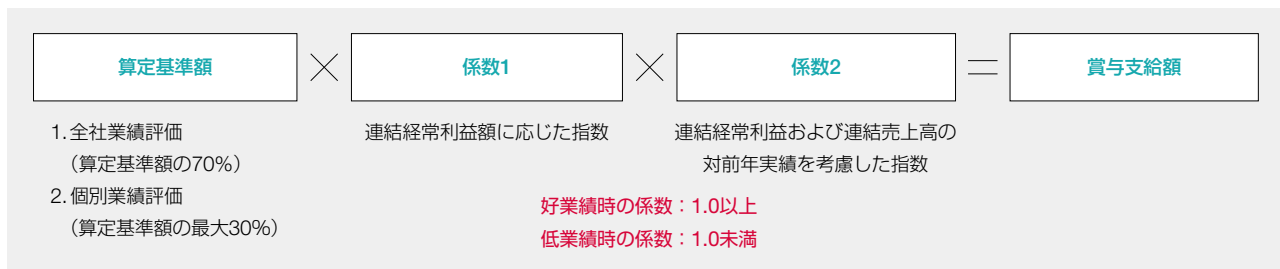 算定基準額 × 係数1 × 係数2 = 賞与支給額
1. 全社業績評価
（算定基準額の70%）
2. 個別業績評価
（算定基準額の最大30%）
連結経常利益額に応じた指数
連結経常利益および連結売上高の
対前年実績を考慮した指数
好業績時の係数：1.0以上
低業績時の係数：1.0未満